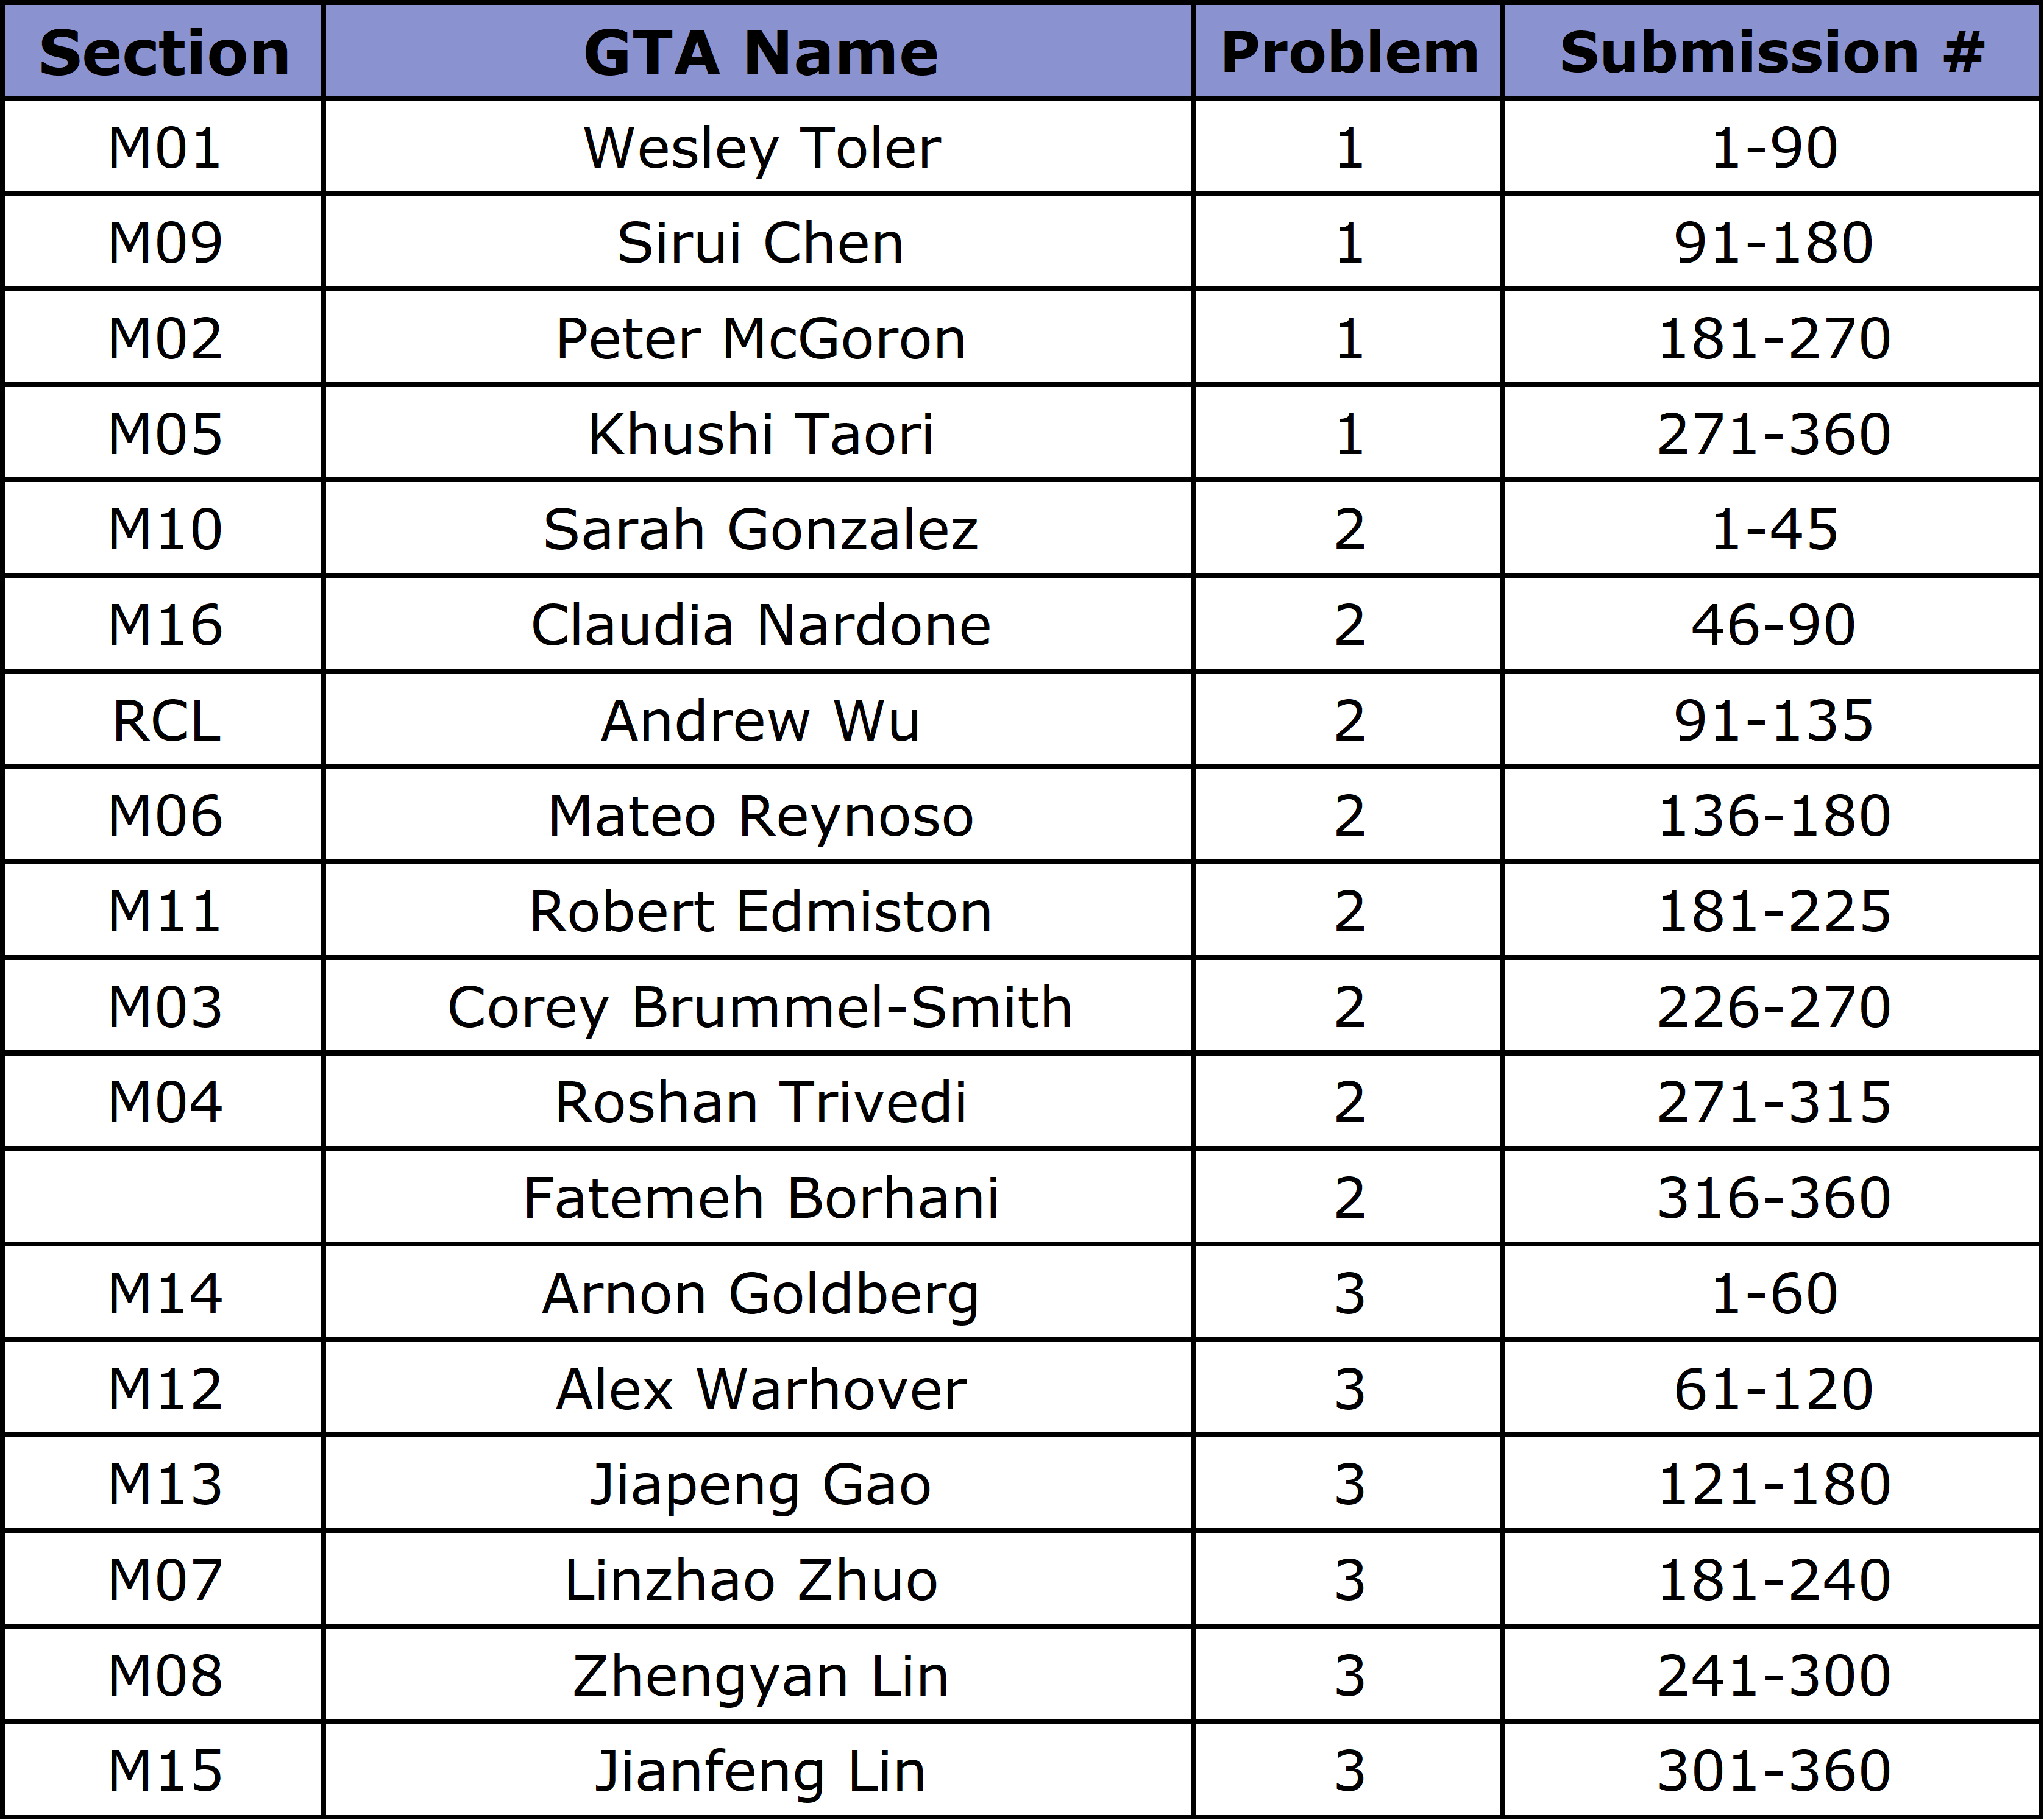 Section GTA Name Problem Submission #
M01 Wesley Toler 1 1-90
M09 Sirui Chen 1 91-180
M02 Peter McGoron 1 181-270
M05 Khushi Taori 1 271-360
M10 Sarah Gonzalez 2 1-45
M16 Claudia Nardone 2 46-90
RCL Andrew Wu 2 91-135
M06 Mateo Reynoso 2 136-180
M11 Robert Edmiston 2 181-225
M03 Corey Brummel-Smith 2 226-270
M04 Roshan Trivedi 2 271-315
Fatemeh Borhani 2 316-360
M14 Arnon Goldberg 3 1-60
M12 Alex Warhover 3 61-120
M13 Jiapeng Gao 3 121-180
M07 Linzhao Zhuo 3 181-240
M08 Zhengyan Lin 3 241-300
M15 Jianfeng Lin 3 301-360